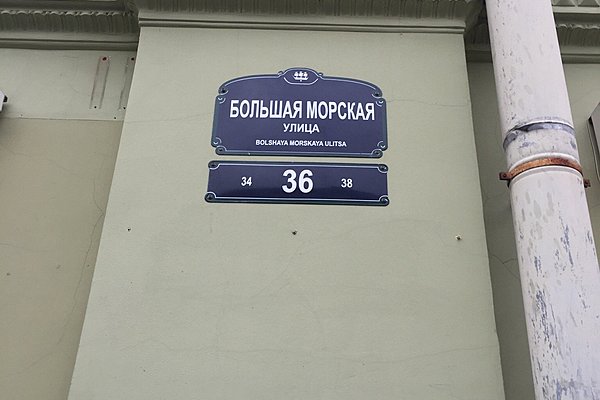 БОЛЬШАЯ МОРСКАЯ
УЛИЦА
BOLSHAYA MORSKAYA ULITSA
34 36 38